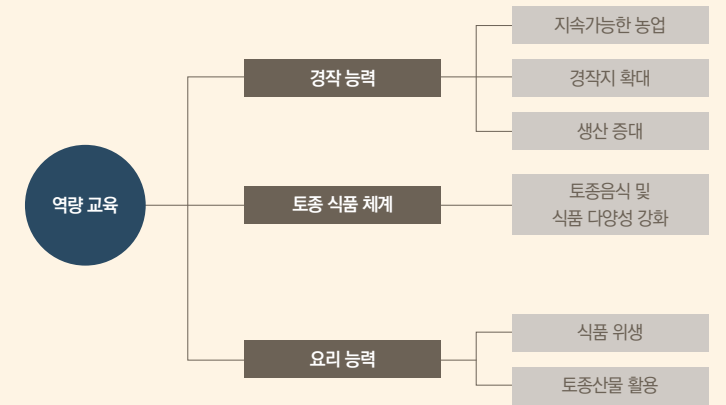 역량 교육
경작 능력
지속가능한 농업
경작지 확대
생산 증대
토종 식품 체계
토종음식 및
식품 다양성 강화
요리 능력
식품 위생
토종산물 활용